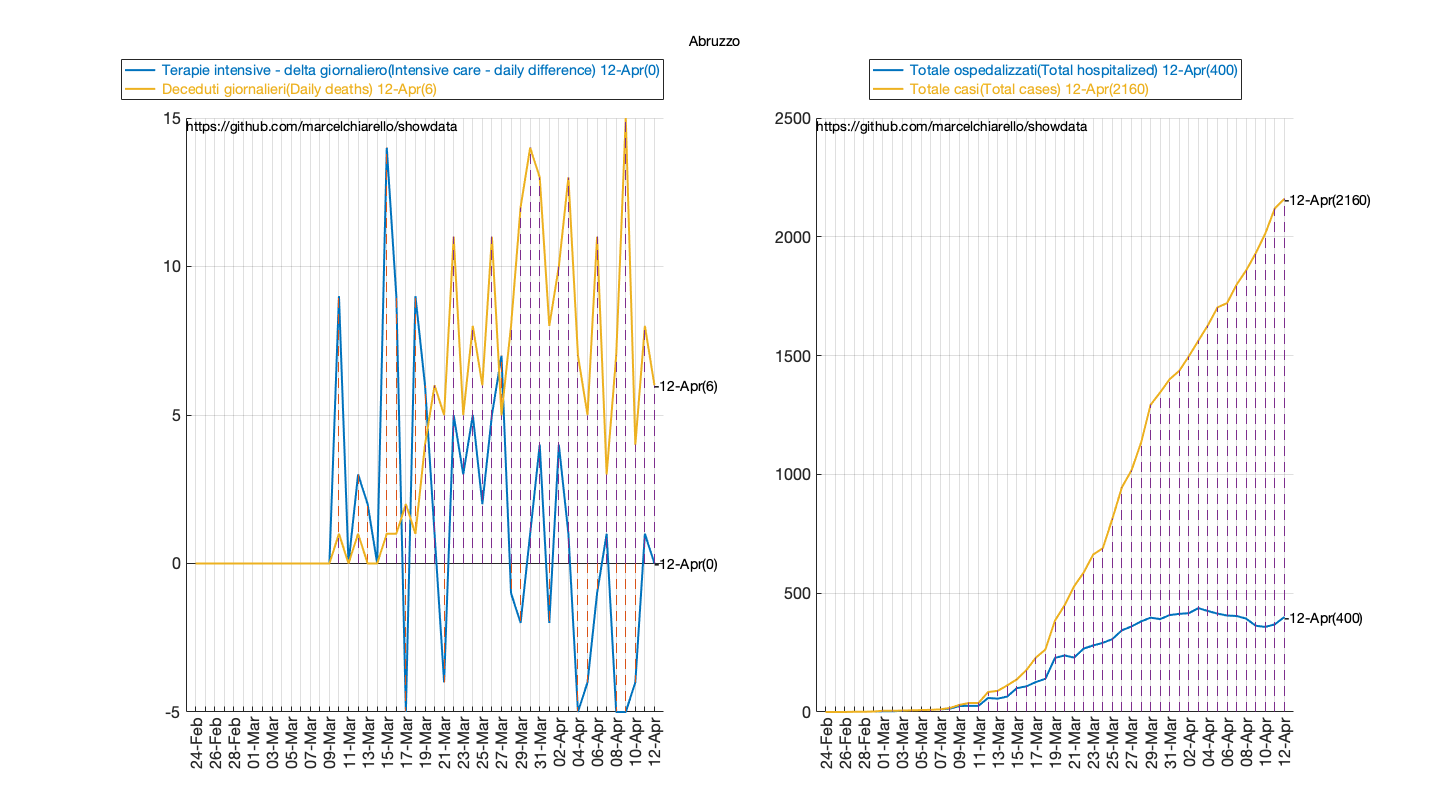 Abruzzo
Terapie intensive - delta giornaliero(Intensive care - daily difference) 12-Apr(0)
Deceduti giornalieri(Daily deaths) 12-Apr(6)
https://github.com/marcelchiarello/showdata
15
10
5
0
-5
12-Apr(6)
12-Apr(0)
24-Feb
26-Feb
28-Feb
01-Mar
03-Mar
05-Mar
07-Mar
09-Mar
11-Mar
13-Mar
15-Mar
17-Mar
19-Mar
21-Mar
23-Mar
25-Mar
27-Mar
29-Mar
31-Mar
02-Apr
04-Apr
06-Apr
08-Apr
10-Apr
12-Apr
Totale ospedalizzati(Total hospitalized) 12-Apr(400)
Totale casi(Total cases) 12-Apr(2160)
https://github.com/marcelchiarello/showdata
2500
2000
1500
1000
500
0
12-Apr(2160)
12-Apr(400)
24-Feb
26-Feb
28-Feb
01-Mar
03-Mar
05-Mar
07-Mar
09-Mar
11-Mar
13-Mar
15-Mar
17-Mar
19-Mar
21-Mar
23-Mar
25-Mar
27-Mar
29-Mar
31-Mar
02-Apr
04-Apr
06-Apr
08-Apr
10-Apr
12-Apr